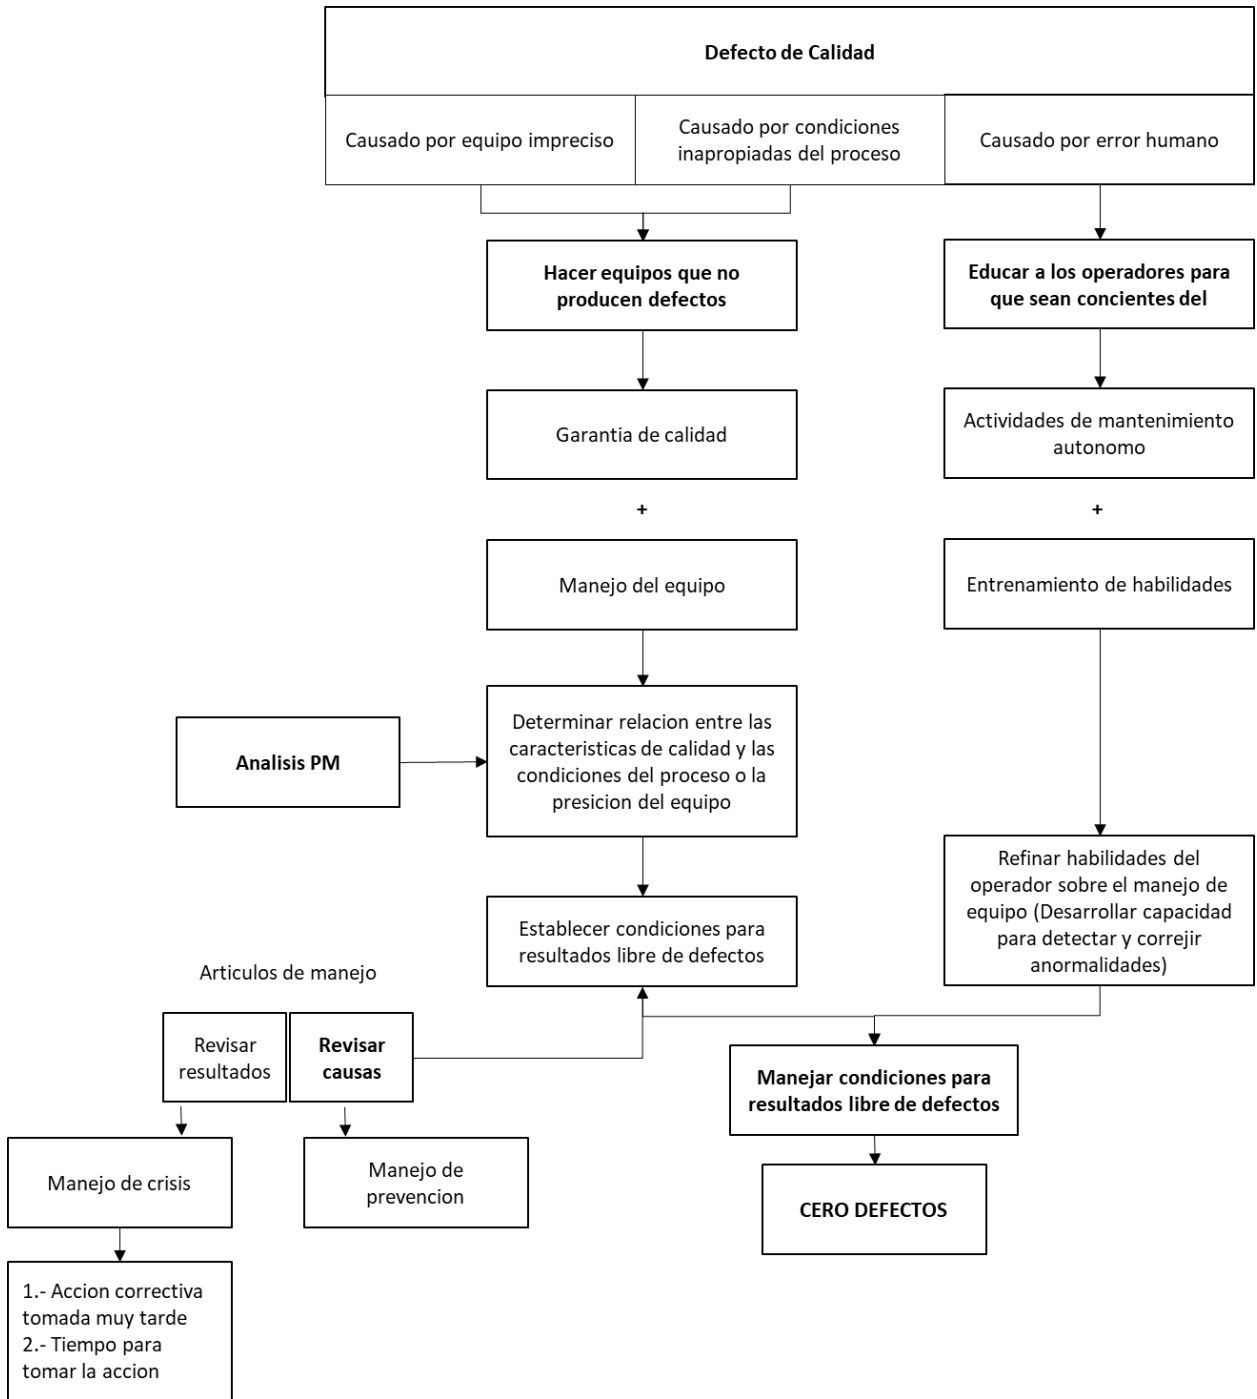 Defecto de Calidad
Causado por equipo impreciso
Causado por condiciones
inapropiadas del proceso
Causado por error humano
Hacer equipos que no
producen defectos
Educar a los operadores para
que sean concientes del
Garantia de calidad
Actividades de mantenimiento
autonomo
+
+
Manejo del equipo
Entrenamiento de habilidades
Analisis PM
Determinar relacion entre las
caracteristicas de calidad y las
condiciones del proceso o la
presicion del equipo
Refinar habilidades del
operador sobre el manejo de
equipo (Desarrollar capacidad
para detectar y correjir
anormalidades)
Establecer condiciones para
resultados libre de defectos
Articulos de manejo
Revisar
resultados
Revisar
causas
Manejar condiciones para
resultados libre de defectos
Manejo de crisis
Manejo de
prevencion
CERO DEFECTOS
1.- Accion correctiva
tomada muy tarde
2.- Tiempo para
tomar la accion